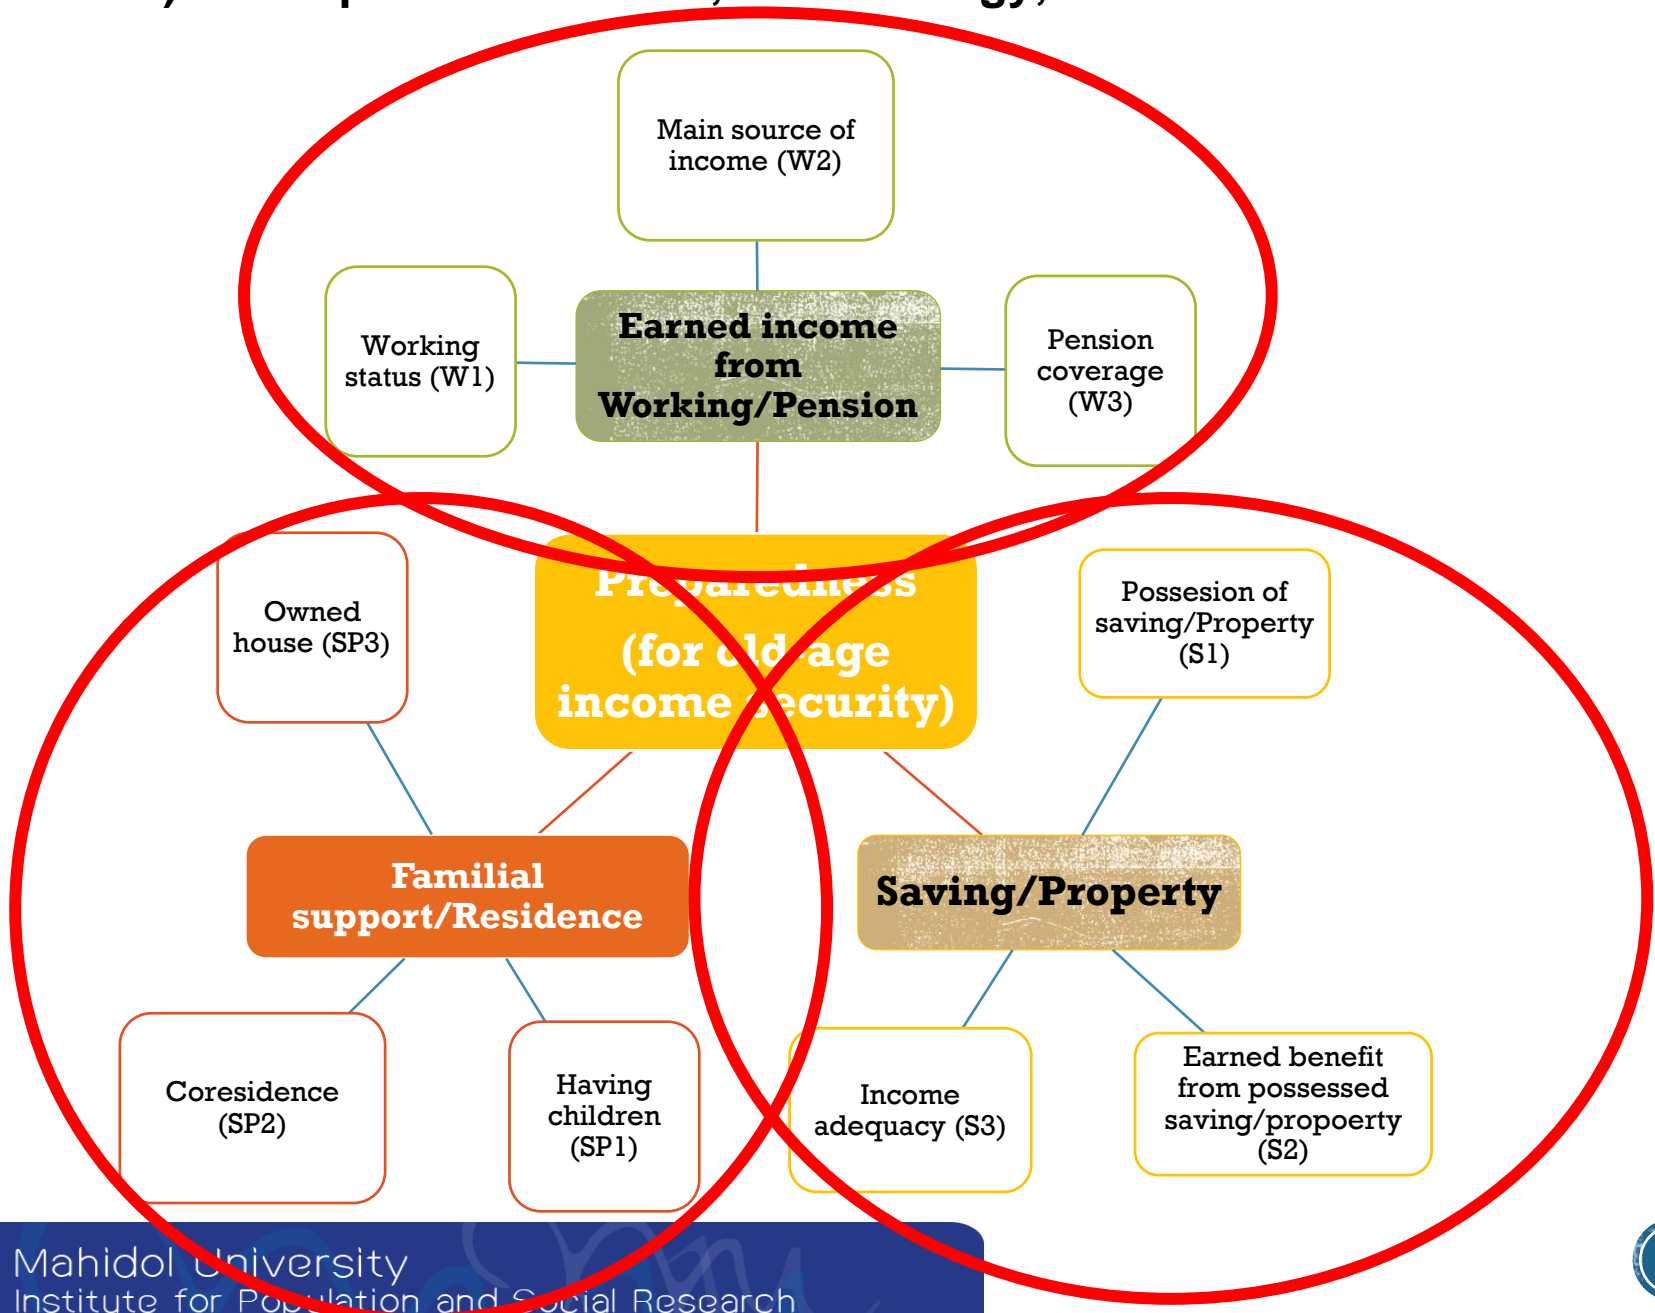 Main source of
income (W2)
Working
status (W1)
Earned income
from
Working/Pension
Pension
coverage
(W3)
Preparedness
(for old-age
income security)
Owned
house (SP3)
Possesion of
saving/Property
(S1)
Familial
support/Residence
Saving/Property
Coresidence
(SP2)
Having
children
(SP1)
Income
adequacy (S3)
Earned benefit
from possessed
saving/propoerty
(S2)
Mahidol University
Institute for Population and Social Research